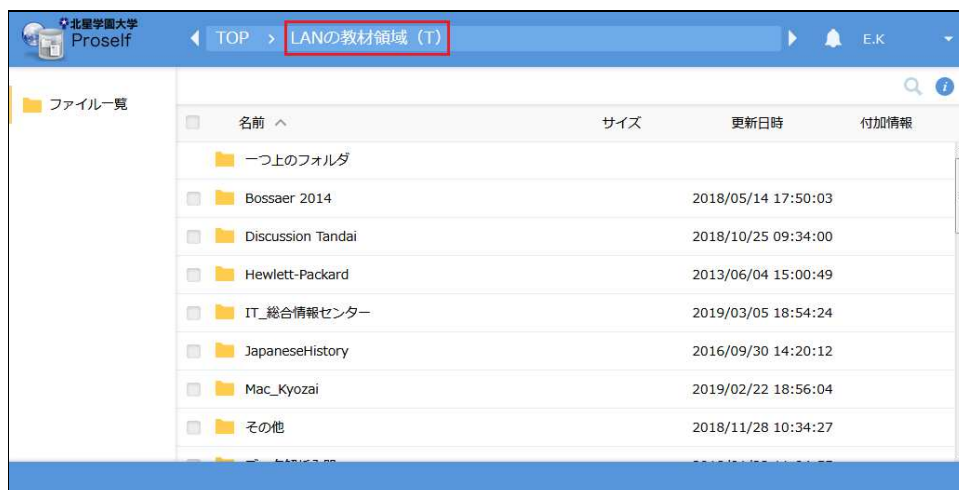 北星学園大学
Proself
TOP > LANの教材領域（T）
E.K
ファイル一覧
名前 サイズ 更新日時 付加情報
一つ上のフォルダ
Bossaer 2014 2018/05/14 17:50:03
Discussion Tandai 2018/10/25 09:34:00
Hewlett-Packard 2013/06/04 15:00:49
IT_総合情報センター 2019/03/05 18:54:24
JapaneseHistory 2016/09/30 14:20:12
Mac_Kyozai 2019/02/22 18:56:04
その他 2018/11/28 10:34:27